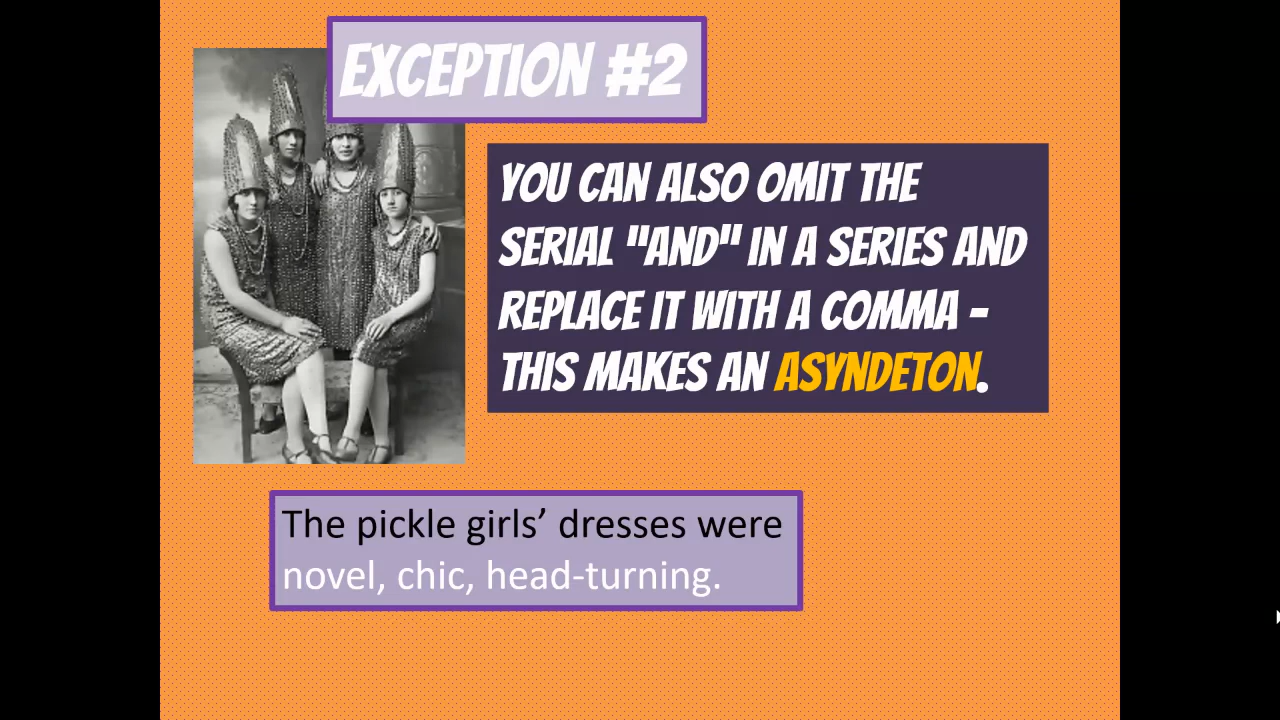 EXCEPTION #2
YOU CAN ALSO OMIT THE
SERIAL "AND" IN A SERIES AND
REPLACE IT WITH A COMMA –
THIS MAKES AN ASYNDETON.
The pickle girls’ dresses were
novel, chic, head-turning.